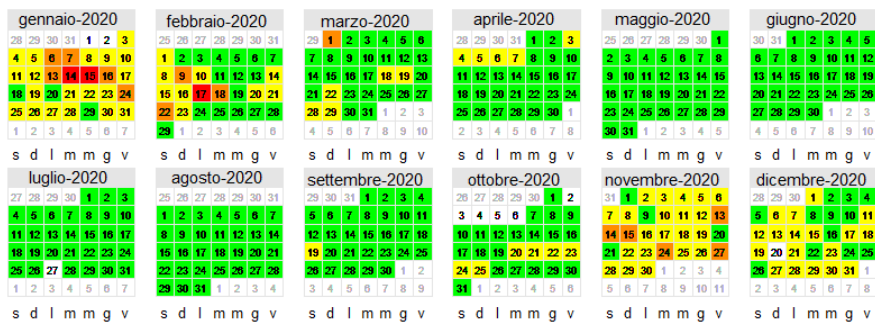 gennaio-2020
28 29 30 31 1 2 3
4 5 6 7 8 9 10
11 12 13 14 15 16 17
18 19 20 21 22 23 24
25 26 27 28 29 30 31
1 2 3 4 5 6 7
s d l m m g v
febbraio-2020
25 26 27 28 29 30 31
1 2 3 4 5 6 7
8 9 10 11 12 13 14
15 16 17 18 19 20 21
22 23 24 25 26 27 28
29 1 2 3 4 5 6
s d l m m g v
marzo-2020
29 1 2 3 4 5 6
7 8 9 10 11 12 13
14 15 16 17 18 19 20
21 22 23 24 25 26 27
28 29 30 31 1 2 3
4 5 6 7 8 9 10
s d l m m g v
aprile-2020
28 29 30 31 1 2 3
4 5 6 7 8 9 10
11 12 13 14 15 16 17
18 19 20 21 22 23 24
25 26 27 28 29 30 1
2 3 4 5 6 7 8
s d l m m g v
maggio-2020
25 26 27 28 29 30 1
2 3 4 5 6 7 8
9 10 11 12 13 14 15
16 17 18 19 20 21 22
23 24 25 26 27 28 29
30 31 1 2 3 4 5
s d l m m g v
giugno-2020
30 31 1 2 3 4 5
6 7 8 9 10 11 12
13 14 15 16 17 18 19
20 21 22 23 24 25 26
27 28 29 30 1 2 3
4 5 6 7 8 9 10
s d l m m g v
luglio-2020
27 28 29 30 1 2 3
4 5 6 7 8 9 10
11 12 13 14 15 16 17
18 19 20 21 22 23 24
25 26 27 28 29 30 31
1 2 3 4 5 6 7
s d l m m g v
agosto-2020
25 26 27 28 29 30 31
1 2 3 4 5 6 7
8 9 10 11 12 13 14
15 16 17 18 19 20 21
22 23 24 25 26 27 28
29 30 31 1 2 3 4
s d l m m g v
settembre-2020
29 30 31 1 2 3 4
5 6 7 8 9 10 11
12 13 14 15 16 17 18
19 20 21 22 23 24 25
26 27 28 29 30 1 2
3 4 5 6 7 8 9
s d l m m g v
ottobre-2020
26 27 28 29 30 1 2
3 4 5 6 7 8 9
10 11 12 13 14 15 16
17 18 19 20 21 22 23
24 25 26 27 28 29 30
31 1 2 3 4 5 6
s d l m m g v
novembre-2020
31 1 2 3 4 5 6
7 8 9 10 11 12 13
14 15 16 17 18 19 20
21 22 23 24 25 26 27
28 29 30 1 2 3 4
5 6 7 8 9 10 11
s d l m m g v
dicembre-2020
28 29 30 1 2 3 4
5 6 7 8 9 10 11
12 13 14 15 16 17 18
19 20 21 22 23 24 25
26 27 28 29 30 31 1
2 3 4 5 6 7 8
s d l m m g v